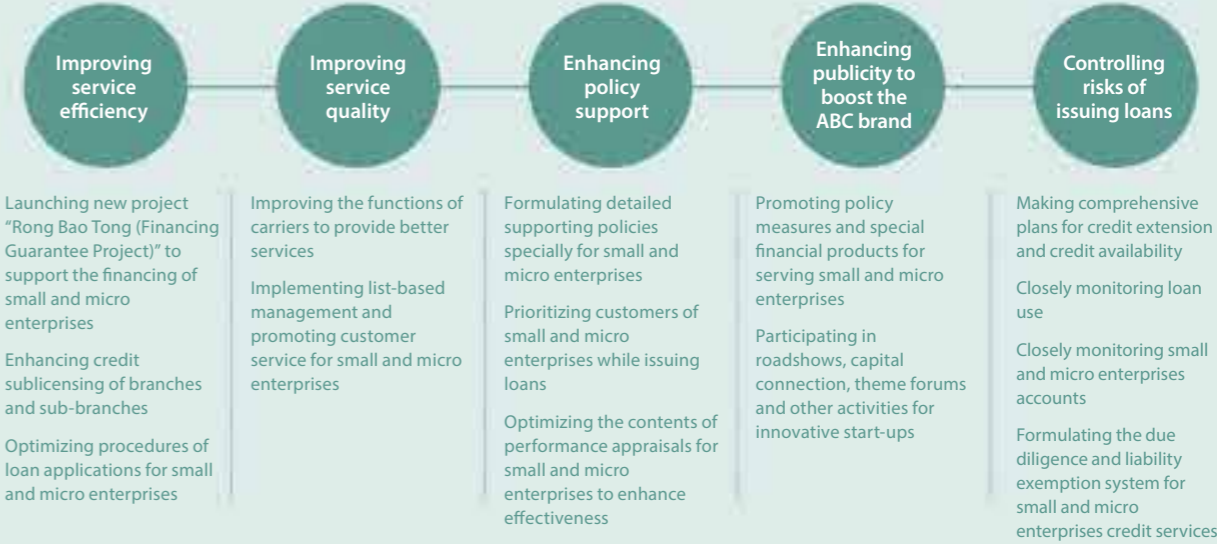 Improving
service
efficiency
Improving
service
quality
Enhancing
policy
support
Enhancing
publicity to
boost the
ABC brand
Controlling
risks of
issuing loans
Launching new project
“Rong Bao Tong (Financing
Guarantee Project)” to
support the financing of
small and micro
enterprises
Enhancing credit
sublicensing of branches
and sub-branches
Optimizing procedures of
loan applications for small
and micro enterprises
Improving the functions of
carriers to provide better
services
Implementing list-based
management and
promoting customer
service for small and micro
enterprises
Formulating detailed
supporting policies
specially for small and
micro enterprises
Prioritizing customers of
small and micro
enterprises while issuing
loans
Optimizing the contents of
performance appraisals for
small and micro
enterprises to enhance
effectiveness
Promoting policy
measures and special
financial products for
serving small and micro
enterprises
Participating in
roadshows, capital
connection, theme forums
and other activities for
innovative start-ups
Making comprehensive
plans for credit extension
and credit availability
Closely monitoring loan
use
Closely monitoring small
and micro enterprises
accounts
Formulating the due
diligence and liability
exemption system for
small and micro
enterprises credit services